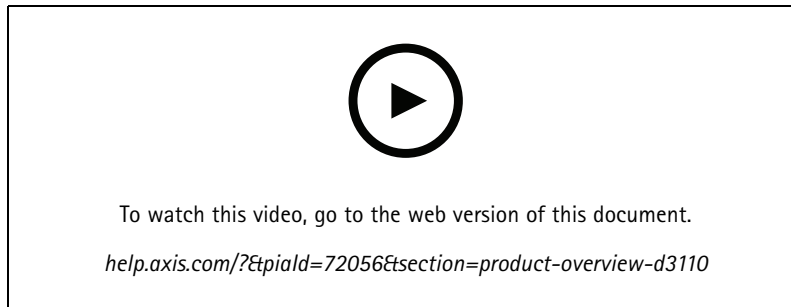 To watch this video, go to the web version of this document.
help.axis.com/?&piaId=72056&section=product-overview-d3110